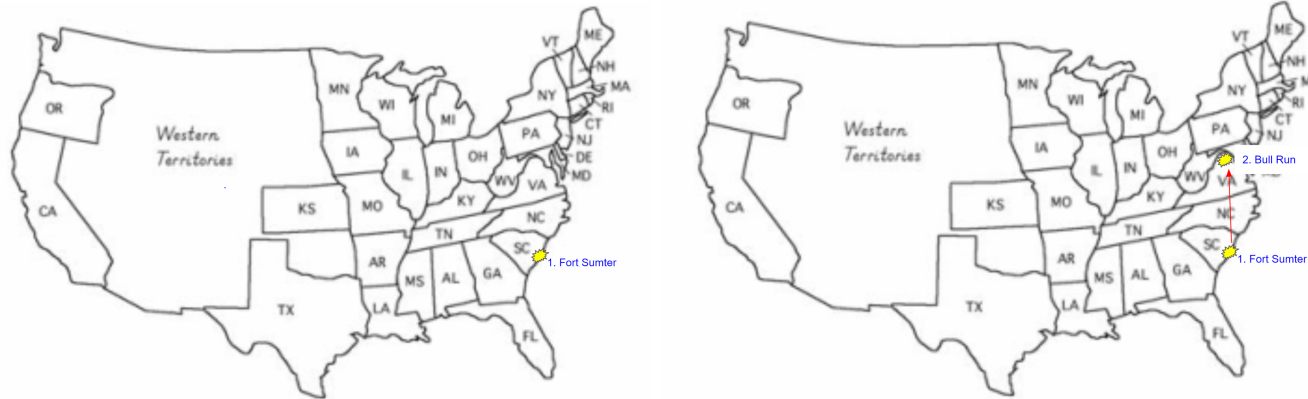 ME
VT
NH
MN
MA
WI
NY
OR
MI
RI
CT
PA
Western
NJ
IA
Territories
OH
DE
IL
IN
MD
WV
VA
KS
MO
KY
CA
NC
TN
SC
1. Fort Sumter
AR
MS
AL
GA
LA
TX
FL
ME
VT
NH
MN
M
WI
NY
OR
MI
RI
CT
PA
Western
NJ
IA
Territories
OH
2. Bull Run
IL
IN
WV
VA
KS
MO
KY
CA
NC
TN
SC
1. Fort Sumter
AR
MS
AL
GA
LA
TX
FL